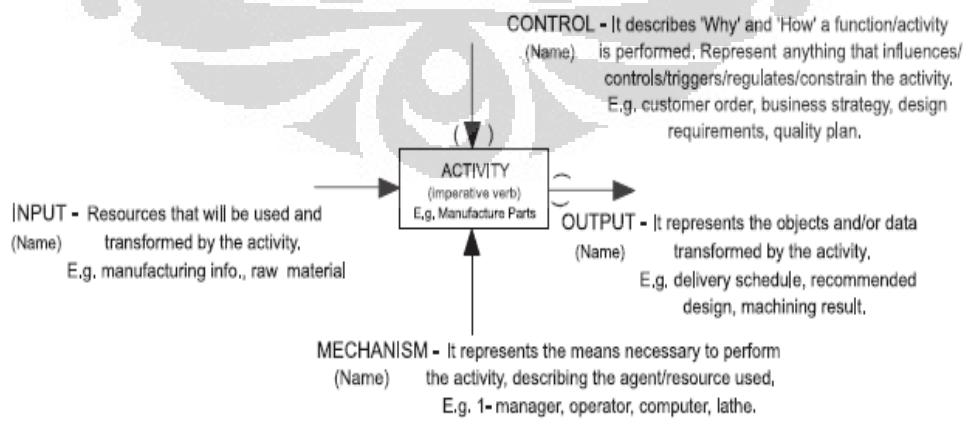 CONTROL - It describes 'Why' and 'How' a function/activity
(Name) is performed. Represent anything that influences/
controls/triggers/regulates/constrain the activity.
E.g. customer order, business strategy, design
requirements, quality plan.
( )
ACTIVITY
(imperative verb)
E.g. Manufacture Parts
INPUT - Resources that will be used and
(Name) transformed by the activity.
E.g. manufacturing info., raw material
OUTPUT - It represents the objects and/or data
(Name) transformed by the activity.
E.g. delivery schedule, recommended
design, machining result.
MECHANISM - It represents the means necessary to perform
(Name) the activity, describing the agent/resource used,
E.g. 1- manager, operator, computer, lathe.